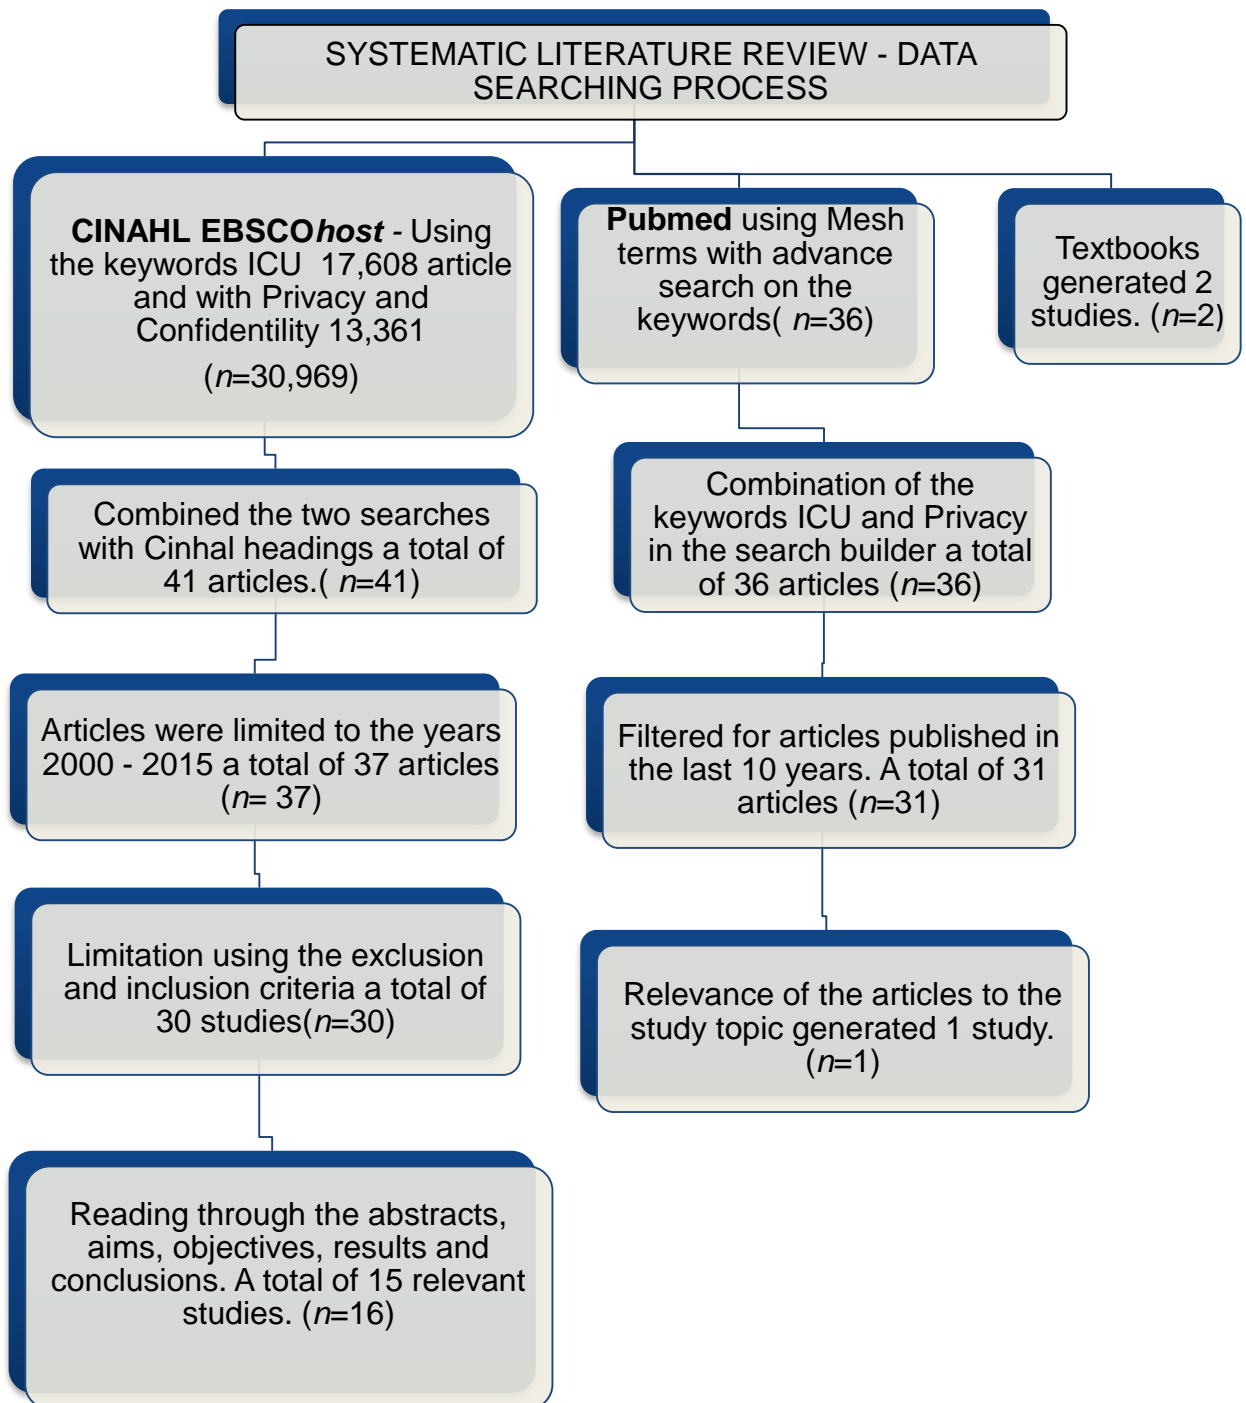 SYSTEMATIC LITERATURE REVIEW - DATA
SEARCHING PROCESS
CINAHL EBSCOhost - Using
the keywords ICU 17,608 article
and with Privacy and
Confidentility 13,361
(n=30,969)
Combined the two searches
with Cinhal headings a total of
41 articles.( n=41)
Articles were limited to the years
2000 - 2015 a total of 37 articles
(n= 37)
Limitation using the exclusion
and inclusion criteria a total of
30 studies(n=30)
Reading through the abstracts,
aims, objectives, results and
conclusions. A total of 15 relevant
studies. (n=16)
Pubmed using Mesh
terms with advance
search on the
keywords( n=36)
Combination of the
keywords ICU and Privacy
in the search builder a total
of 36 articles (n=36)
Filtered for articles published in
the last 10 years. A total of 31
articles (n=31)
Relevance of the articles to the
study topic generated 1 study.
(n=1)
Textbooks
generated 2
studies. (n=2)